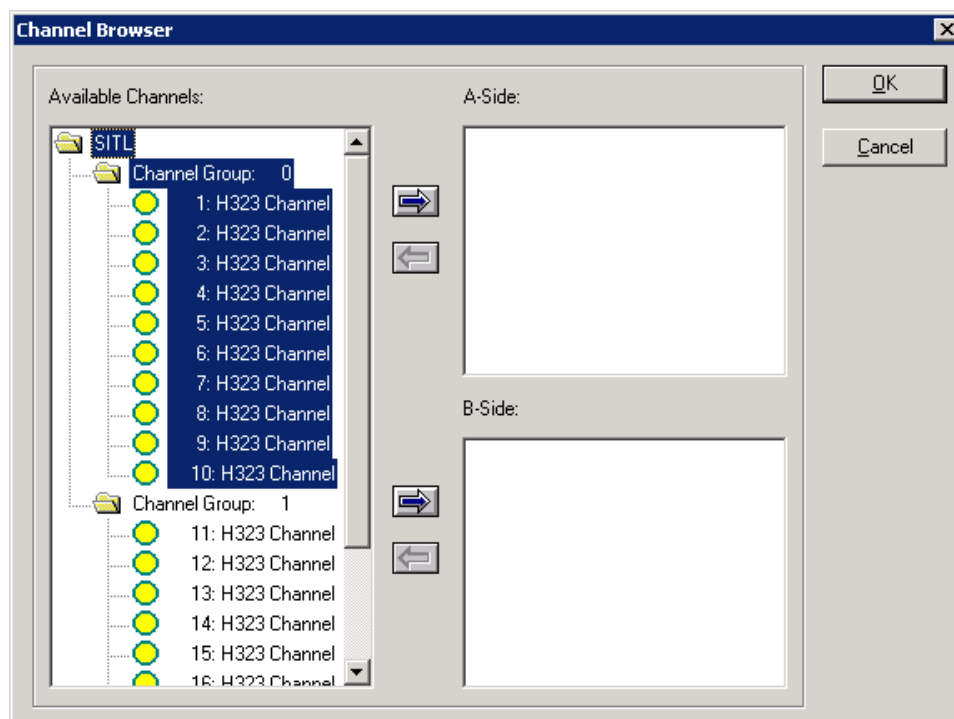 Channel Browser
Available Channels:
SITL
Channel Group: 0
1: H323 Channel
2: H323 Channel
3: H323 Channel
4: H323 Channel
5: H323 Channel
6: H323 Channel
7: H323 Channel
8: H323 Channel
9: H323 Channel
10: H323 Channel
Channel Group: 1
11: H323 Channel
12: H323 Channel
13: H323 Channel
14: H323 Channel
15: H323 Channel
16: H323 Channel
A-Side:
B-Side:
OK
Cancel